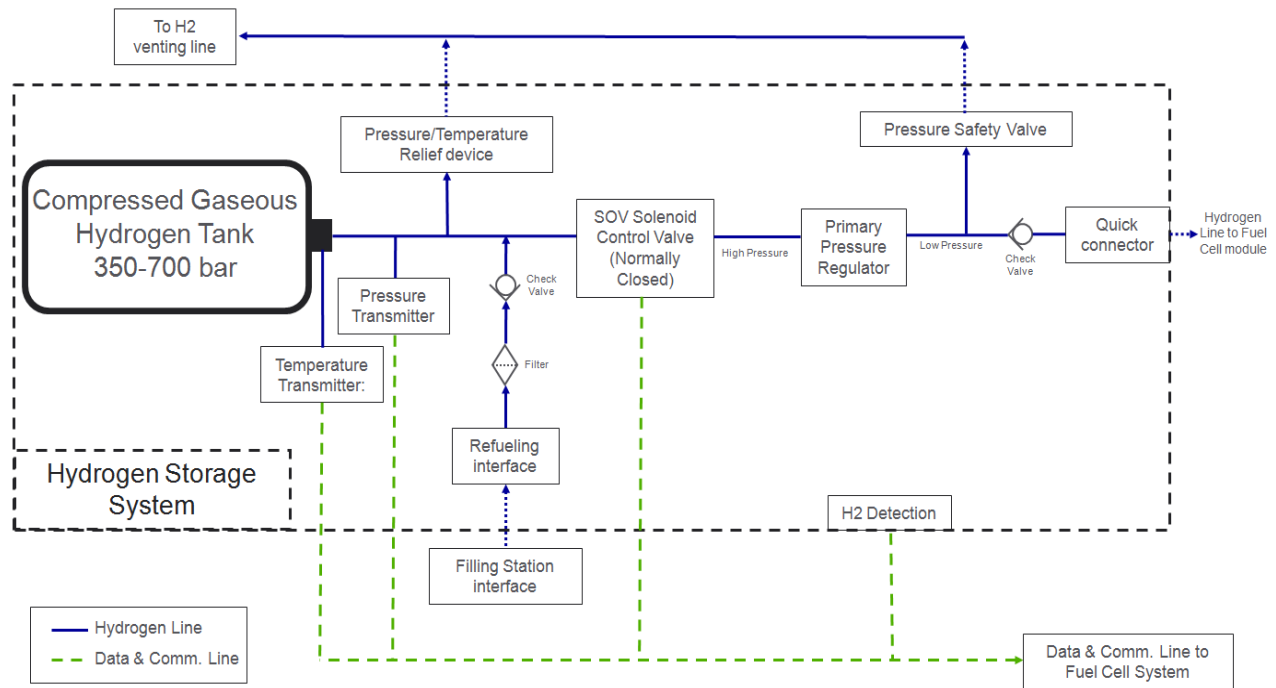 To H2
venting line
Pressure/Temperature
Relief device
Pressure Safety Valve
Compressed Gaseous
Hydrogen Tank
350-700 bar
SOV Solenoid
Control Valve
(Normally
Closed)
High Pressure
Primary
Pressure
Regulator
Low Pressure
Check
Valve
Quick
connector
Hydrogen
Line to Fuel
Cell module
Pressure
Transmitter
Check
Valve
Temperature
Transmitter:
Filter
Refueling
interface
Hydrogen Storage
System
H2 Detection
Filling Station
interface
Hydrogen Line
Data & Comm. Line
Data & Comm. Line to
Fuel Cell System